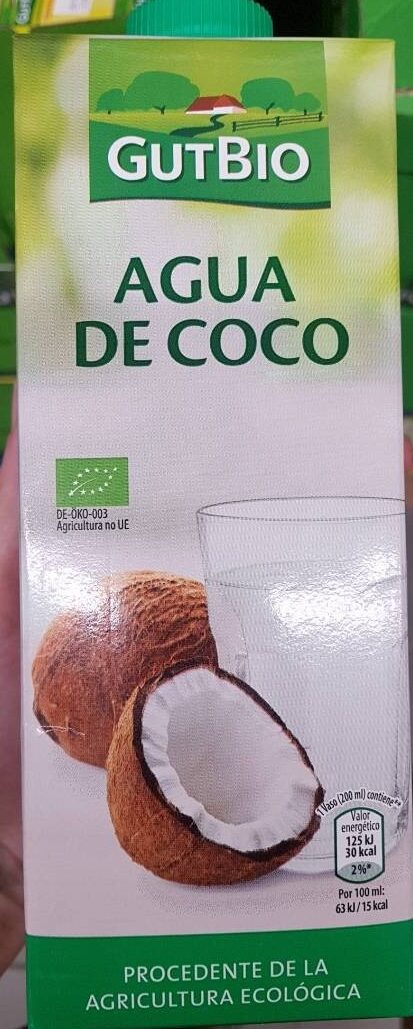 GUTBIO
AGUA
DE COCO
DE-ÖKO-003
Agricultura no UE
1 Vaso (200 ml) contiene**
Valor
energético
125 kJ
30 kcal
2%*
Por 100 ml:
63 kJ/15 kcal
PROCEDENTE DE LA
AGRICULTURA ECOLÓGICA